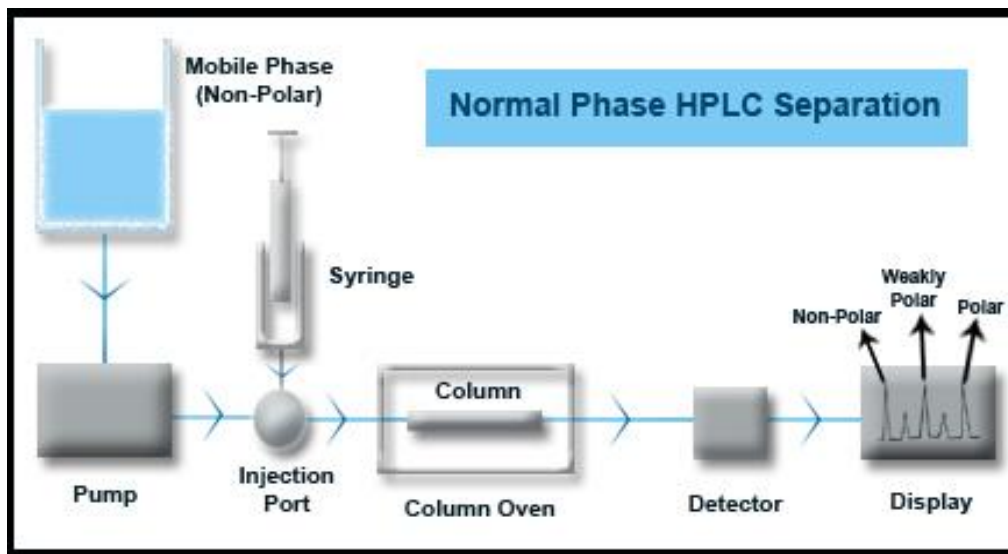 Mobile Phase
(Non-Polar)
Normal Phase HPLC Separation
Syringe
Weakly
Polar
Non-Polar
Polar
Column
Pump
Injection
Port
Column Oven
Detector
Display